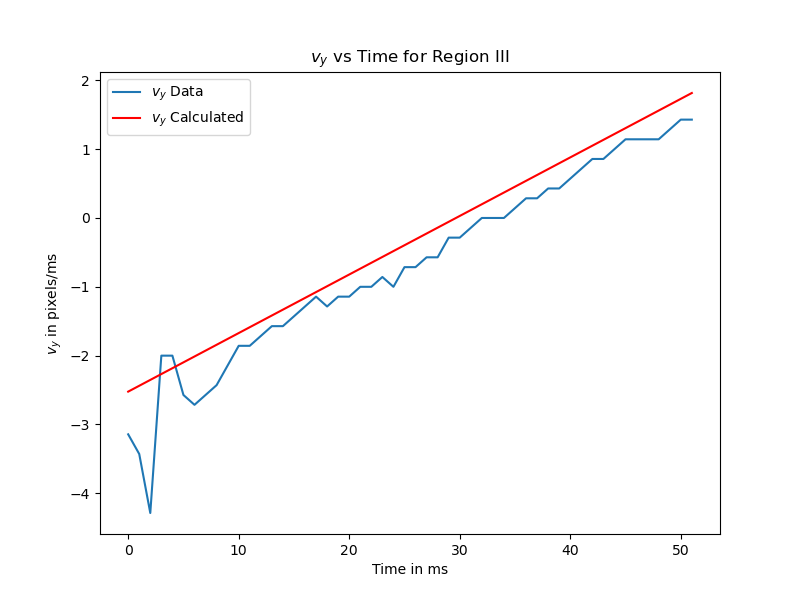 v_y vs Time for Region III
v_y Data
v_y Calculated
2
1
0
−1
−2
−3
−4
v_y in pixels/ms
0 10 20 30 40 50
Time in ms